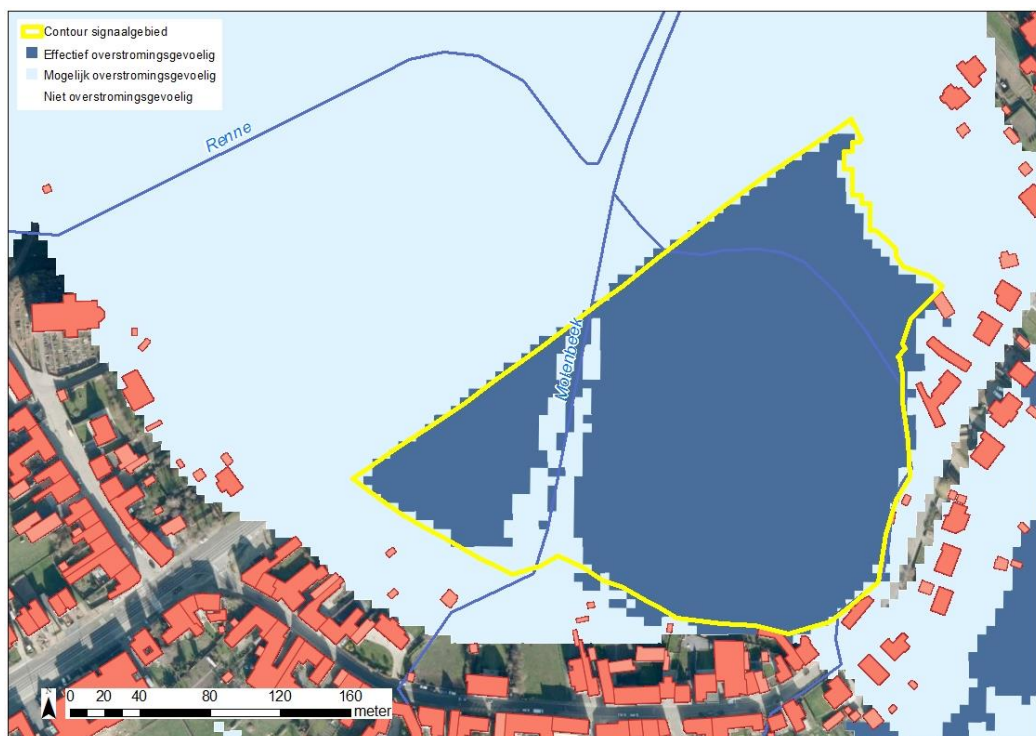 Contour signaalgebied
Effectief overstromingsgevoelig
Mogelijk overstromingsgevoelig
Niet overstromingsgevoelig
Renne
Molenbeek
0 20 40 80 120 160
meter